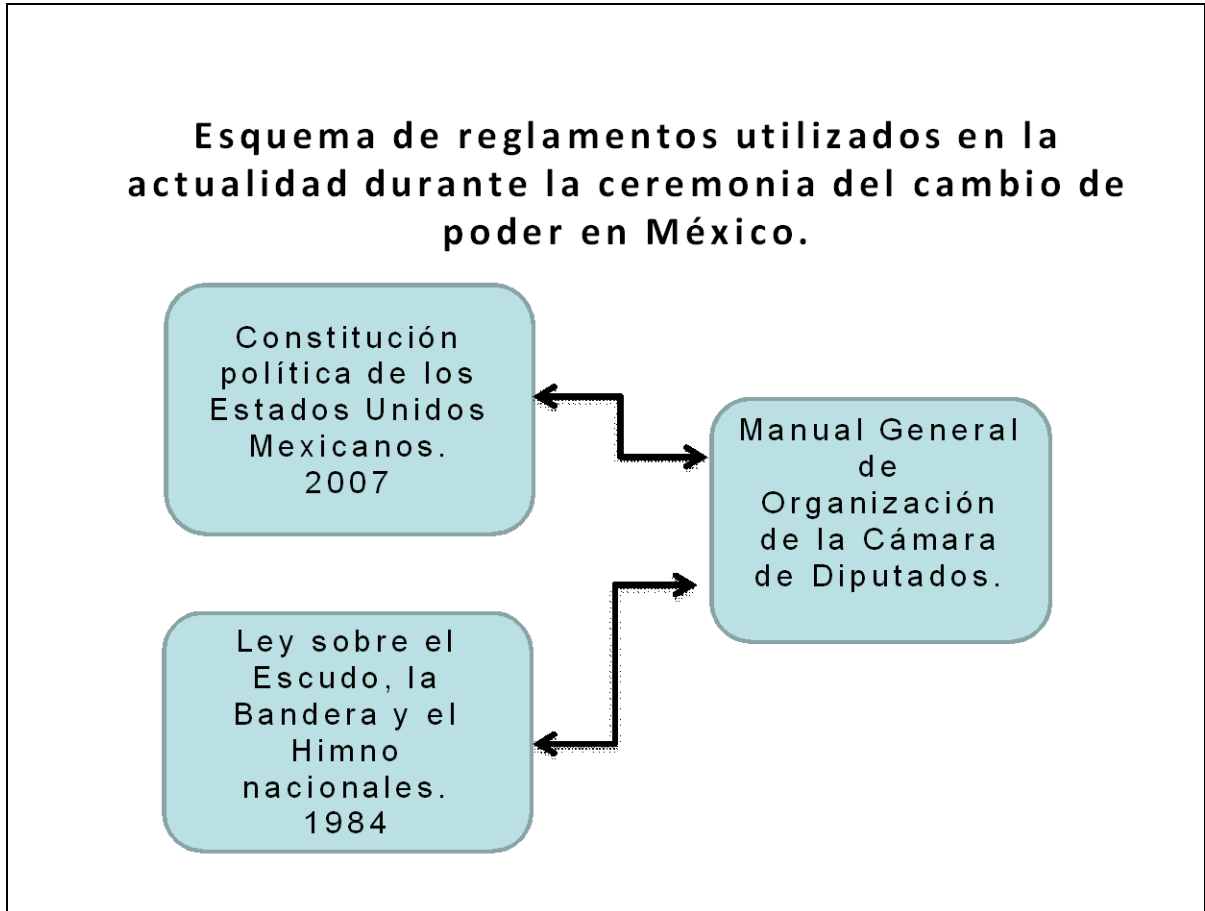 Esquema de reglamentos utilizados en la
actualidad durante la ceremonia del cambio de
poder en México.
Constitución
política de los
Estados Unidos
Mexicanos.
2007
Manual General
de
Organización
de la Cámara
de Diputados.
Ley sobre el
Escudo, la
Bandera y el
Himno
nacionales.
1984